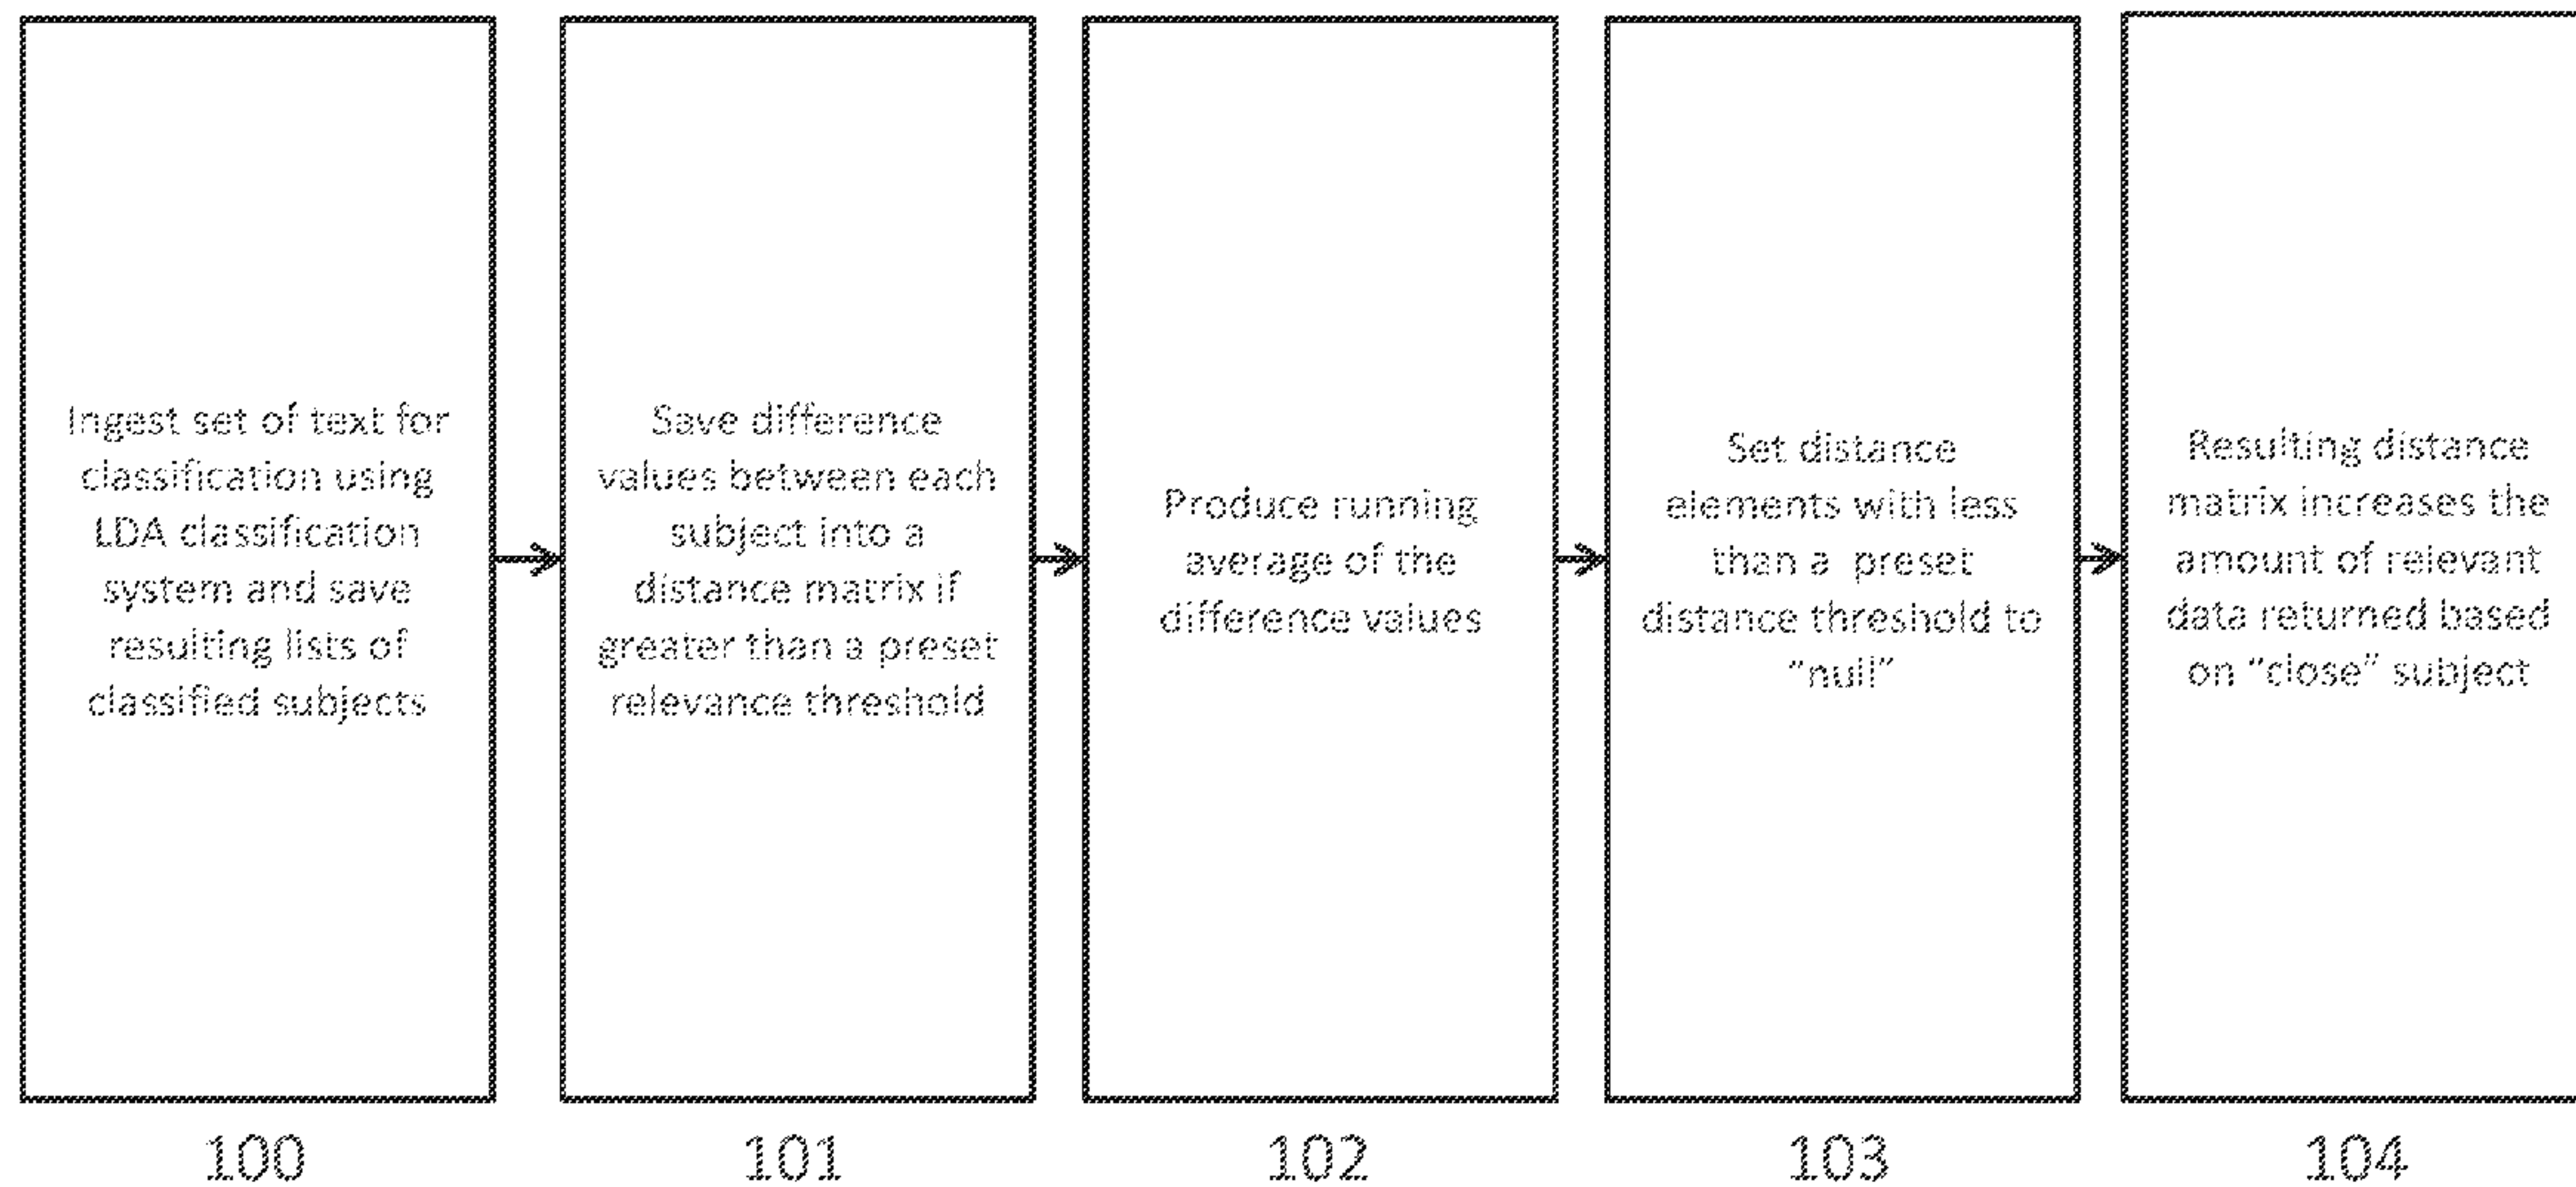 Ingest set of text for
classification using
LDA classification
system and save
resulting lists of
classified subjects
100
Save difference
values between each
subject into a
distance matrix if
greater than a preset
relevance threshold
101
Produce running
average of the
difference values
102
Set distance
elements with less
than a preset
distance threshold to
"null"
103
Resulting distance
matrix increases the
amount of relevant
data returned based
on "close" subject
104